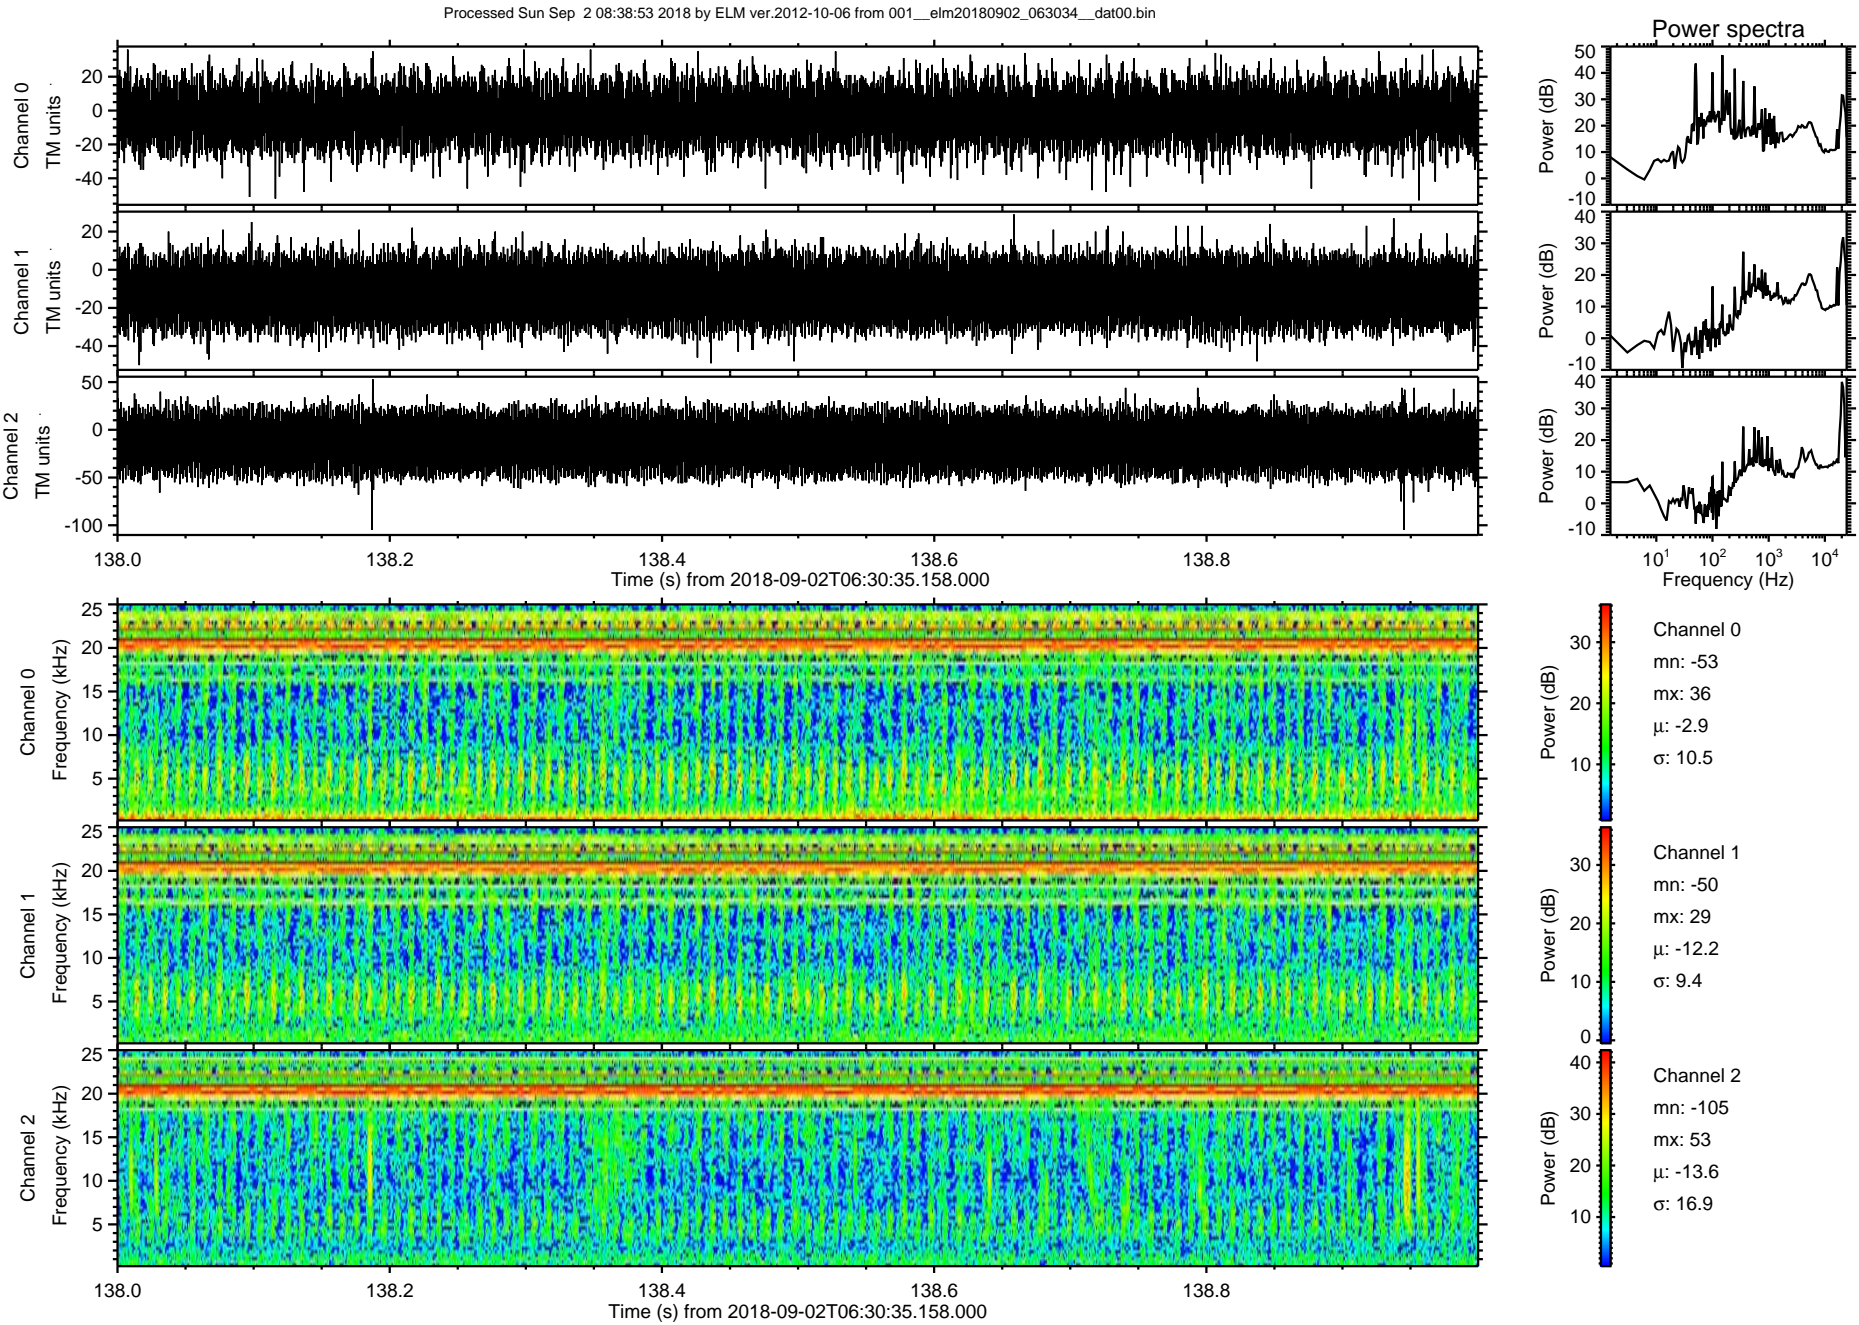 Processed Sun Sep 2 08:38:53 2018 by ELM ver.2012-10-06 from 001__elm20180902_063034__dat00.bin
Power spectra
Channel 0
TM units
20
0
-20
-40
Power (dB)
50
40
30
20
10
0
-10
Channel 1
TM units
20
0
-20
-40
Power (dB)
40
30
20
10
0
-10
Channel 2
TM units
50
0
-50
-100
Power (dB)
40
30
20
10
0
-10
138.0 138.2 138.4 138.6 138.8
Time (s) from 2018-09-02T06:30:35.158.000
10^1 10^2 10^3 10^4
Frequency (Hz)
Channel 0
Frequency (kHz)
25
20
15
10
5
Power (dB)
30
20
10
Channel 0
mn: -53
mx: 36
μ: -2.9
σ: 10.5
Channel 1
Frequency (kHz)
25
20
15
10
5
Power (dB)
30
20
10
0
Channel 1
mn: -50
mx: 29
μ: -12.2
σ: 9.4
Channel 2
Frequency (kHz)
25
20
15
10
5
Power (dB)
40
30
20
10
Channel 2
mn: -105
mx: 53
μ: -13.6
σ: 16.9
138.0 138.2 138.4 138.6 138.8
Time (s) from 2018-09-02T06:30:35.158.000